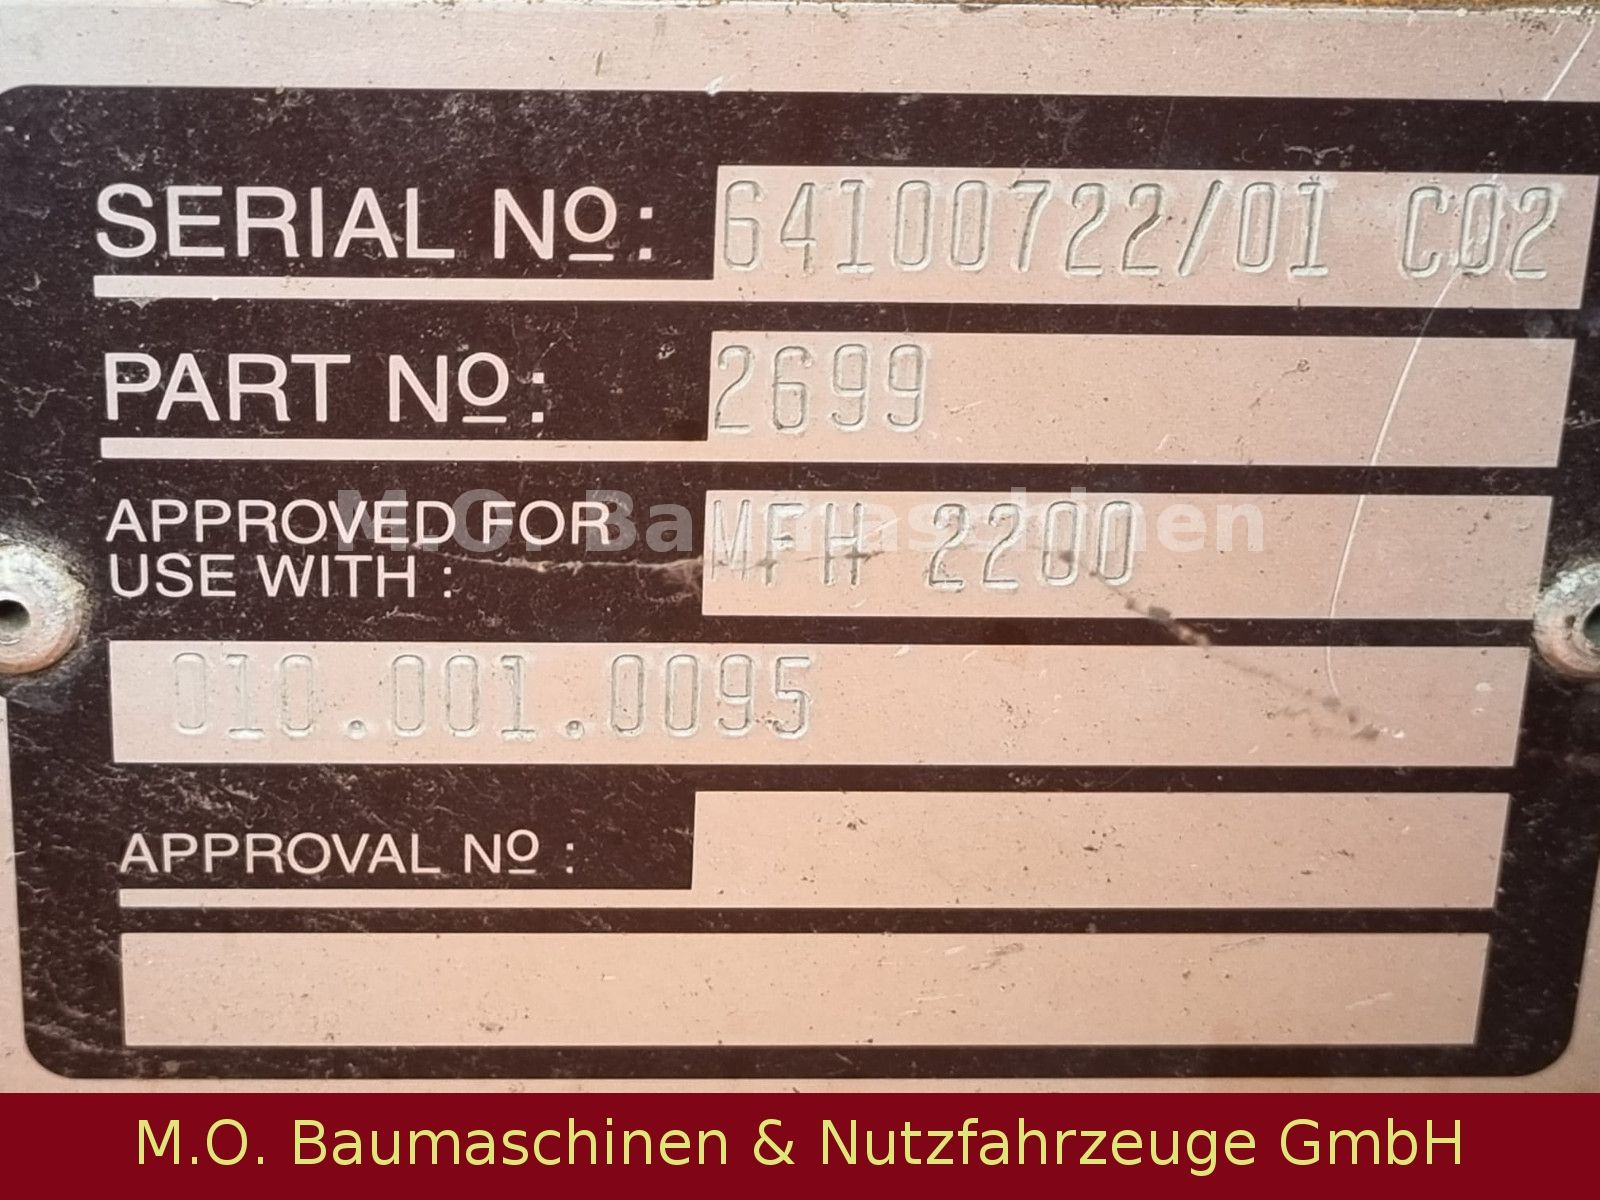 SERIAL Nº: 64100722/01 C02
PART Nº: 2699
APPROVED FOR
USE WITH : MFH 2200
M.O. Baumaschinen
010.001.0095
APPROVAL Nº :
M.O. Baumaschinen & Nutzfahrzeuge GmbH